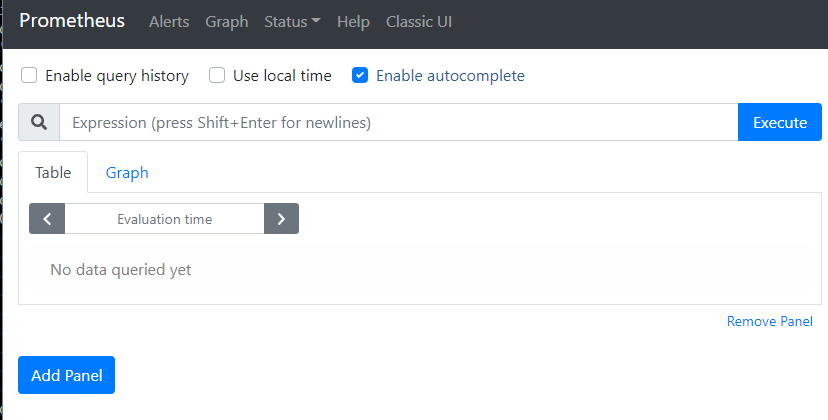 Prometheus Alerts Graph Status Help Classic UI
Enable query history Use local time Enable autocomplete
Expression (press Shift+Enter for newlines) Execute
Table Graph
Evaluation time
No data queried yet
Remove Panel
Add Panel